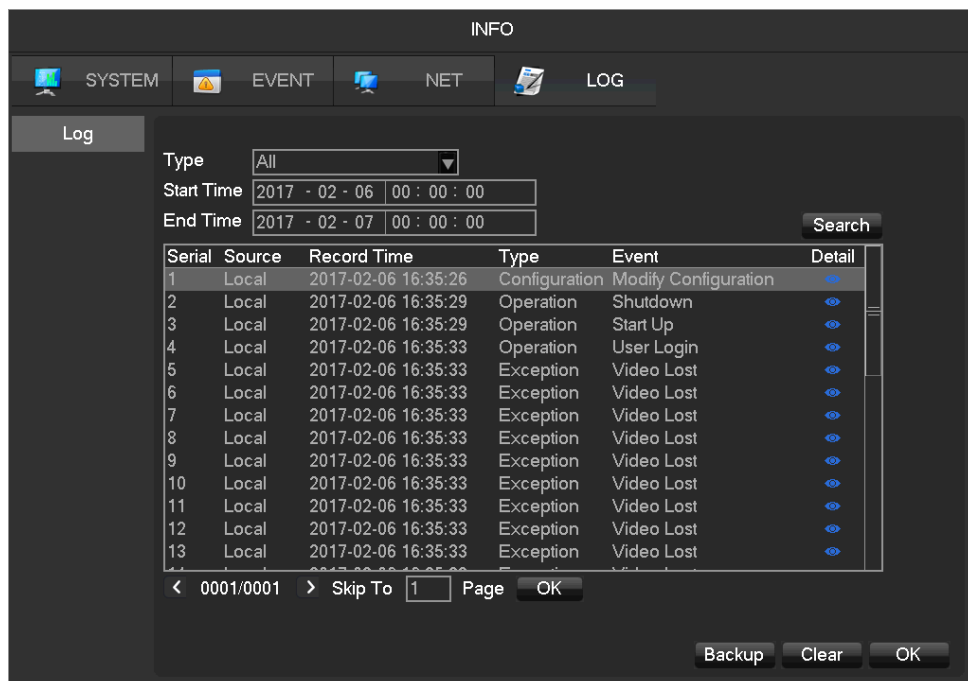 INFO
SYSTEM EVENT NET LOG
Log
Type All
Start Time 2017 - 02 - 06 00 : 00 : 00
End Time 2017 - 02 - 07 00 : 00 : 00
Search
Serial Source Record Time Type Event Detail
1 Local 2017-02-06 16:35:26 Configuration Modify Configuration
2 Local 2017-02-06 16:35:29 Operation Shutdown
3 Local 2017-02-06 16:35:29 Operation Start Up
4 Local 2017-02-06 16:35:33 Operation User Login
5 Local 2017-02-06 16:35:33 Exception Video Lost
6 Local 2017-02-06 16:35:33 Exception Video Lost
7 Local 2017-02-06 16:35:33 Exception Video Lost
8 Local 2017-02-06 16:35:33 Exception Video Lost
9 Local 2017-02-06 16:35:33 Exception Video Lost
10 Local 2017-02-06 16:35:33 Exception Video Lost
11 Local 2017-02-06 16:35:33 Exception Video Lost
12 Local 2017-02-06 16:35:33 Exception Video Lost
13 Local 2017-02-06 16:35:33 Exception Video Lost
< 0001/0001 > Skip To 1 Page OK
Backup Clear OK